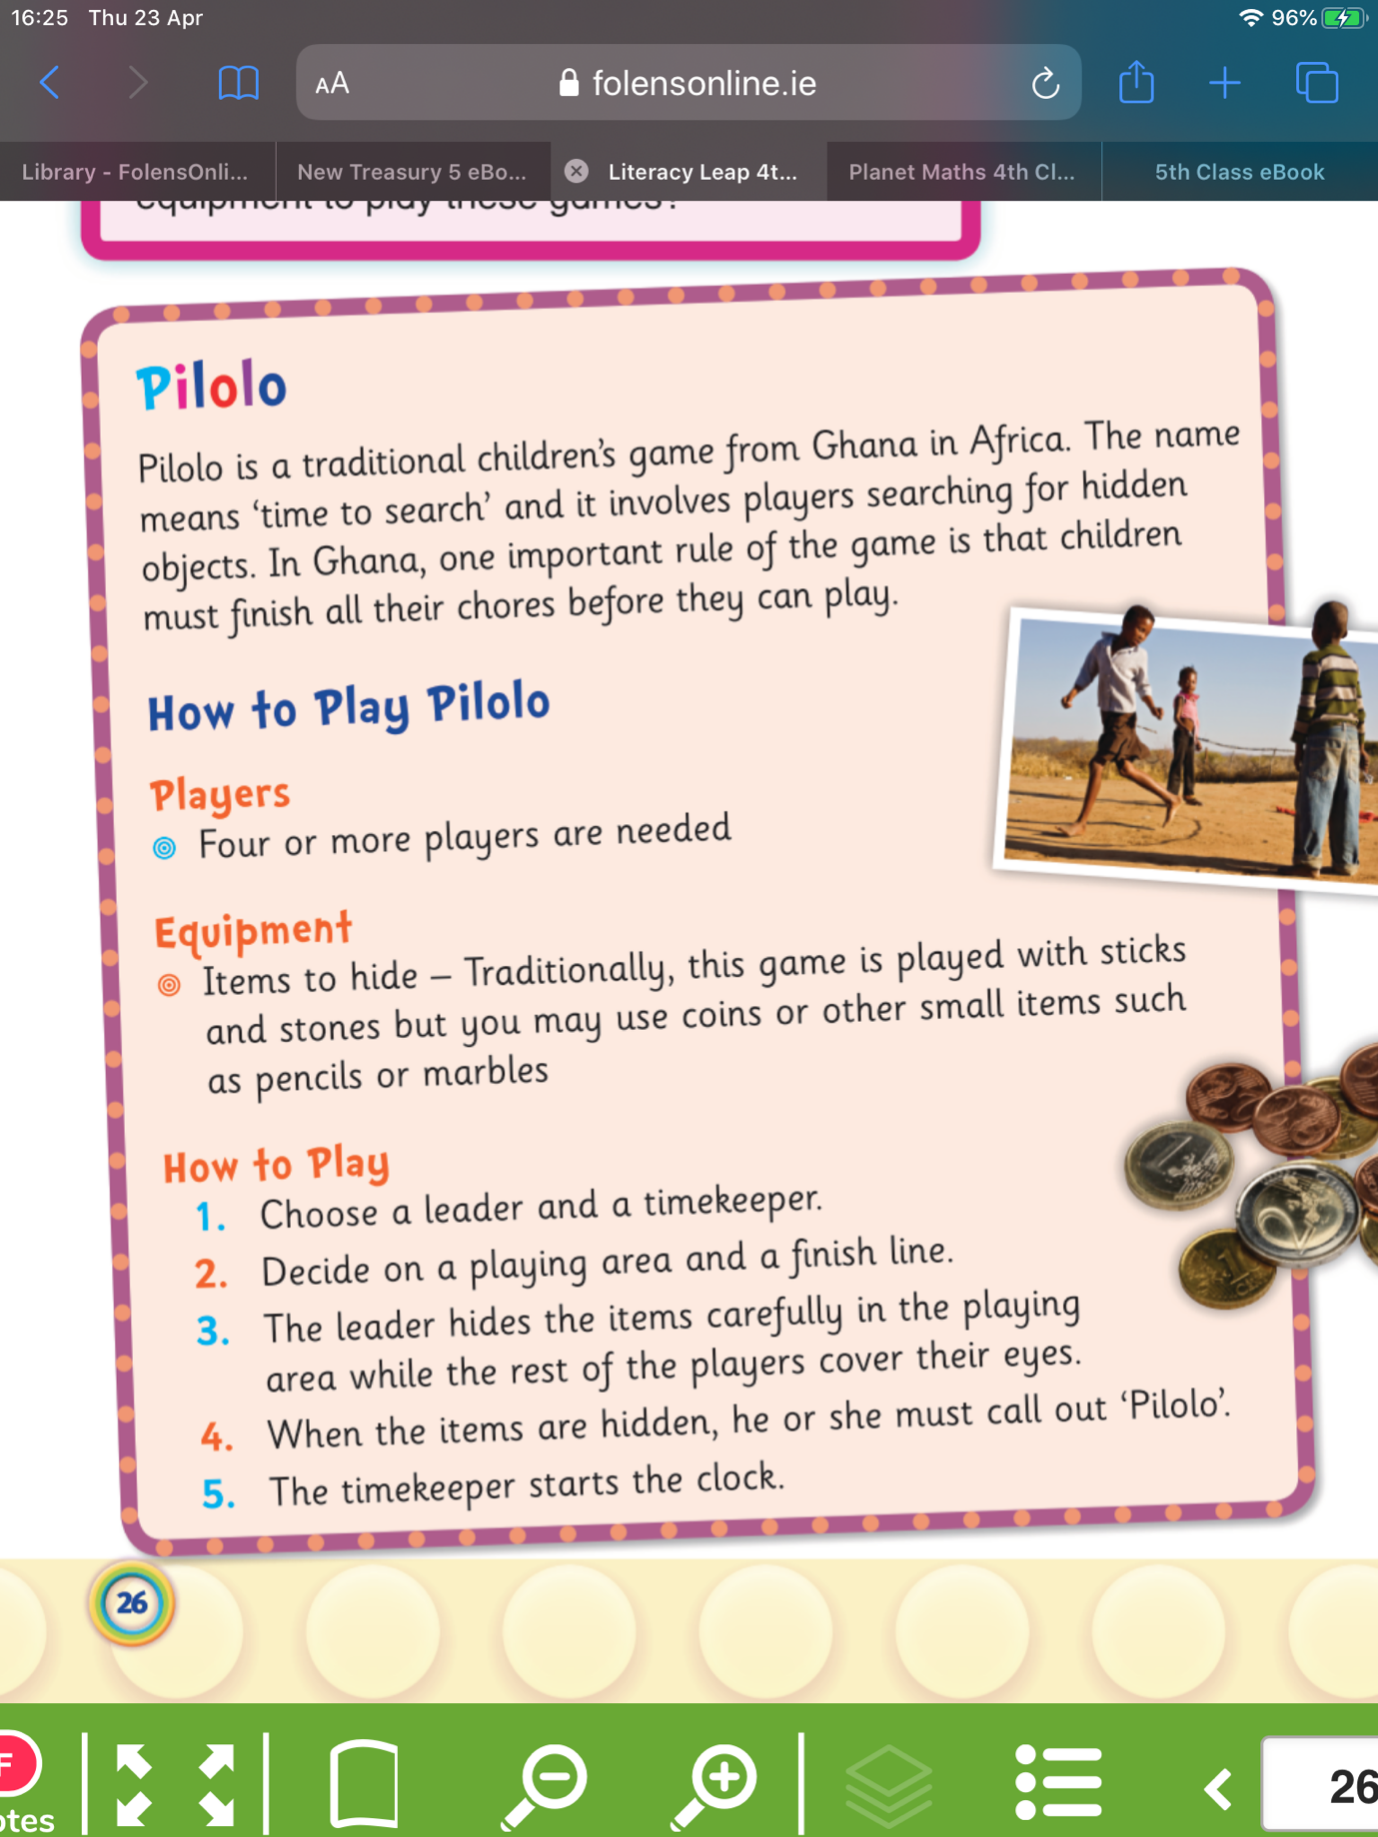 16:25 Thu 23 Apr
96%
AA
folensonline.ie
Library - FolensOnli...
New Treasury 5 eBo...
Literacy Leap 4t...
Planet Maths 4th Cl...
5th Class eBook
equipment to play these games?
Pilolo
Pilolo is a traditional children’s game from Ghana in Africa. The name
means ‘time to search’ and it involves players searching for hidden
objects. In Ghana, one important rule of the game is that children
must finish all their chores before they can play.
How to Play Pilolo
Players
Four or more players are needed
Equipment
Items to hide – Traditionally, this game is played with sticks
and stones but you may use coins or other small items such
as pencils or marbles
How to Play
1. Choose a leader and a timekeeper.
2. Decide on a playing area and a finish line.
3. The leader hides the items carefully in the playing
area while the rest of the players cover their eyes.
4. When the items are hidden, he or she must call out ‘Pilolo’.
5. The timekeeper starts the clock.
26
F
otes
26